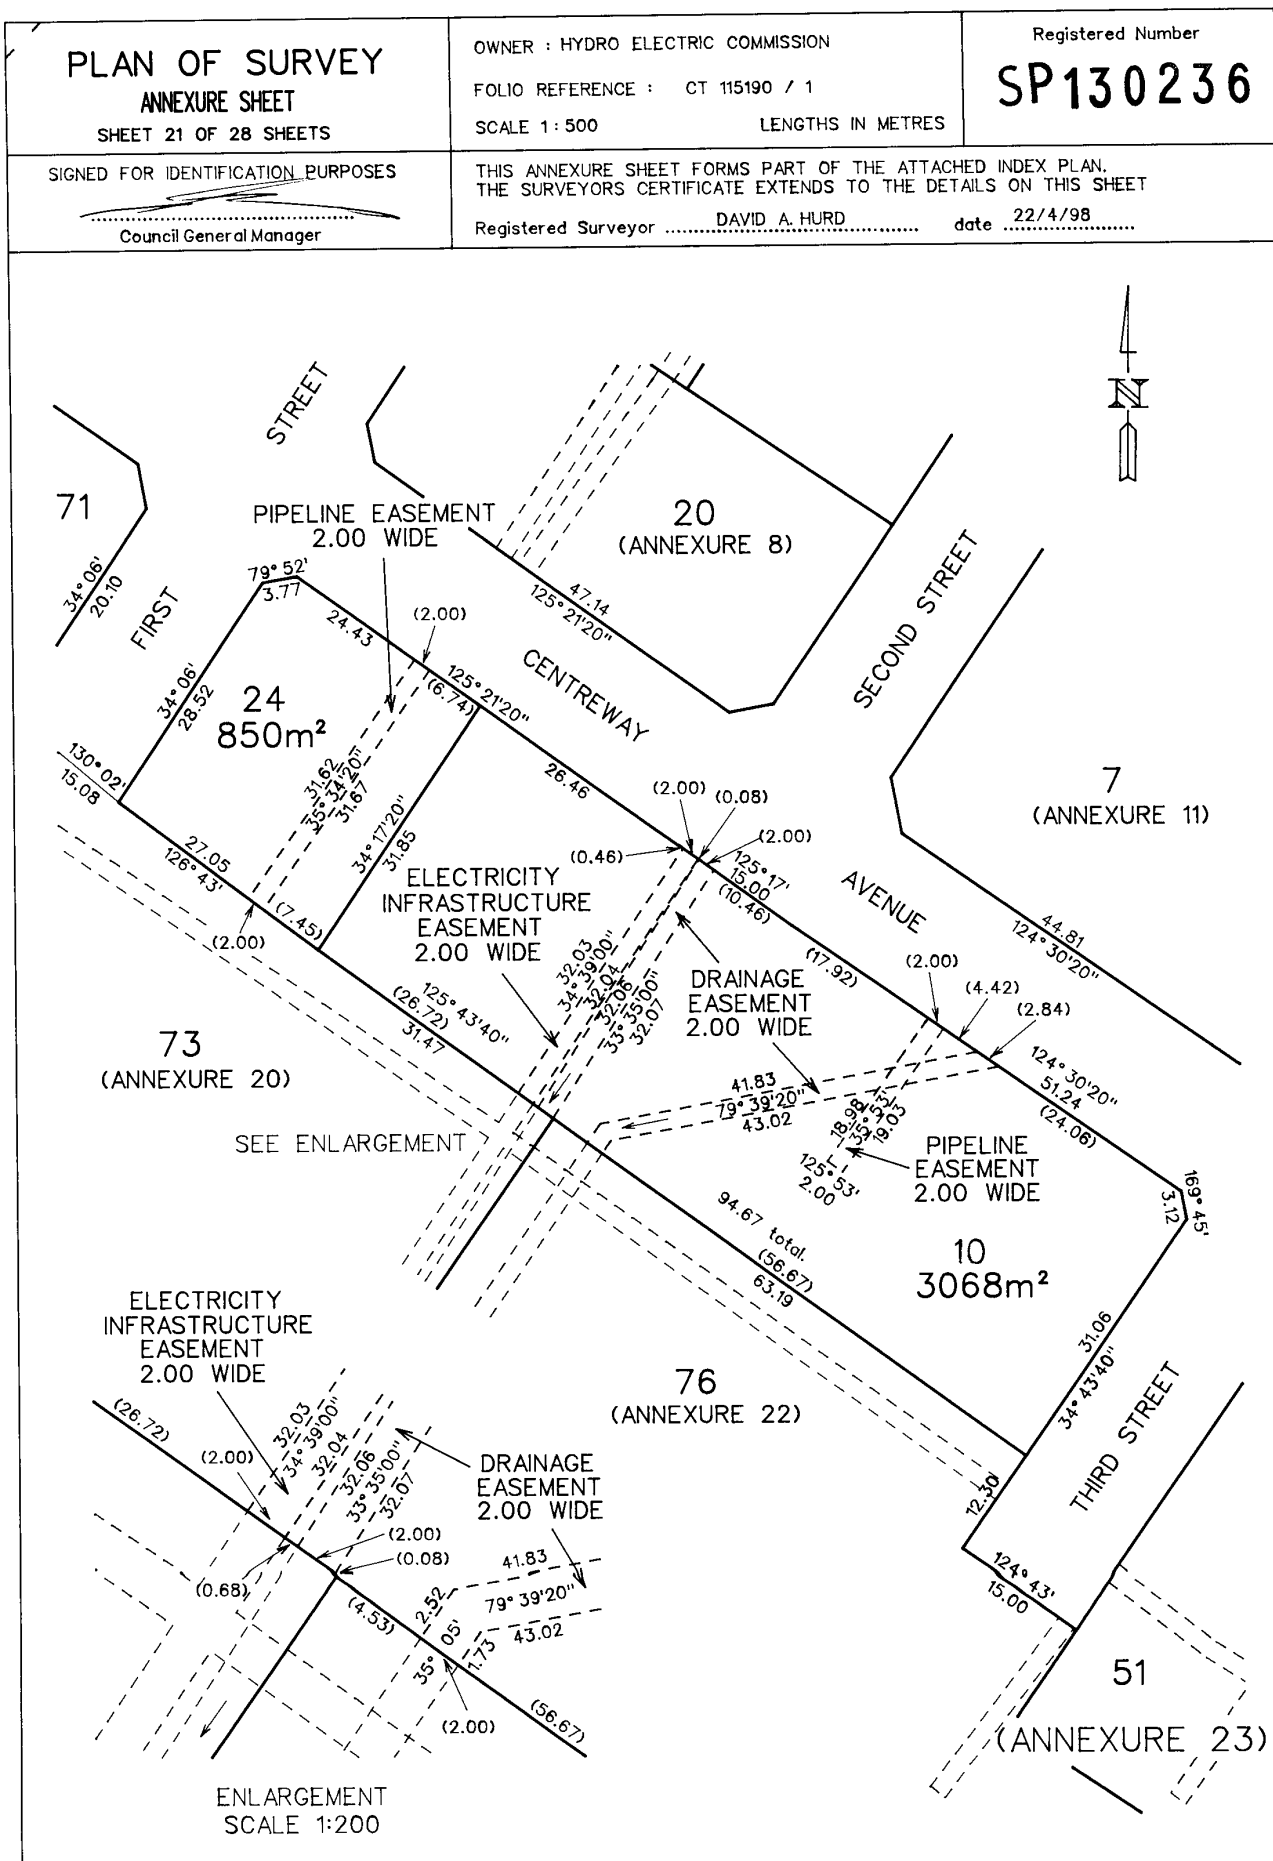 PLAN OF SURVEY
ANNEXURE SHEET
SHEET 21 OF 28 SHEETS
OWNER : HYDRO ELECTRIC COMMISSION
FOLIO REFERENCE : CT 115190 / 1
SCALE 1 : 500 LENGTHS IN METRES
Registered Number
SP130236
SIGNED FOR IDENTIFICATION PURPOSES
Council General Manager
THIS ANNEXURE SHEET FORMS PART OF THE ATTACHED INDEX PLAN.
THE SURVEYORS CERTIFICATE EXTENDS TO THE DETAILS ON THIS SHEET
Registered Surveyor DAVID A. HURD date 22/4/98
N
STREET
71
34° 06'
20.10
FIRST
PIPELINE EASEMENT
2.00 WIDE
20
(ANNEXURE 8)
47.14
125° 21'20"
SECOND STREET
79° 52'
3.77
24.43
(2.00)
125° 21'20"
(6.74)
CENTREWAY
34° 06'
28.52
24
850m²
130° 02'
15.08
31.62
35° 34'20"
31.67
34° 17'20"
31.85
26.46
(2.00)
(0.08)
(2.00)
(0.46)
125° 17'
15.00
(10.46)
7
(ANNEXURE 11)
AVENUE
44.81
124° 30'20"
27.05
126° 43'
(2.00)
(7.45)
ELECTRICITY
INFRASTRUCTURE
EASEMENT
2.00 WIDE
32.03
34° 39'00"
32.04
32.06
33° 35'00"
32.07
DRAINAGE
EASEMENT
2.00 WIDE
(17.92)
(2.00)
(4.42)
(2.84)
125° 43'40"
(26.72)
31.47
73
(ANNEXURE 20)
SEE ENLARGEMENT
41.83
79° 39'20"
43.02
18.98
35° 53'
19.03
125° 53'
2.00
124° 30'20"
51.24
(24.06)
PIPELINE
EASEMENT
2.00 WIDE
169° 45'
3.12
94.67 total.
(56.67)
63.19
10
3068m²
31.06
34° 43'40"
THIRD STREET
12.30
76
(ANNEXURE 22)
124° 43'
15.00
51
(ANNEXURE 23)
ELECTRICITY
INFRASTRUCTURE
EASEMENT
2.00 WIDE
(26.72)
(2.00)
32.03
34° 39'00"
32.04
32.06
33° 35'00"
32.07
DRAINAGE
EASEMENT
2.00 WIDE
(2.00)
(0.08)
(0.68)
41.83
79° 39'20"
43.02
2.52
35° 05'
1.73
(4.53)
(2.00)
(56.67)
ENLARGEMENT
SCALE 1:200